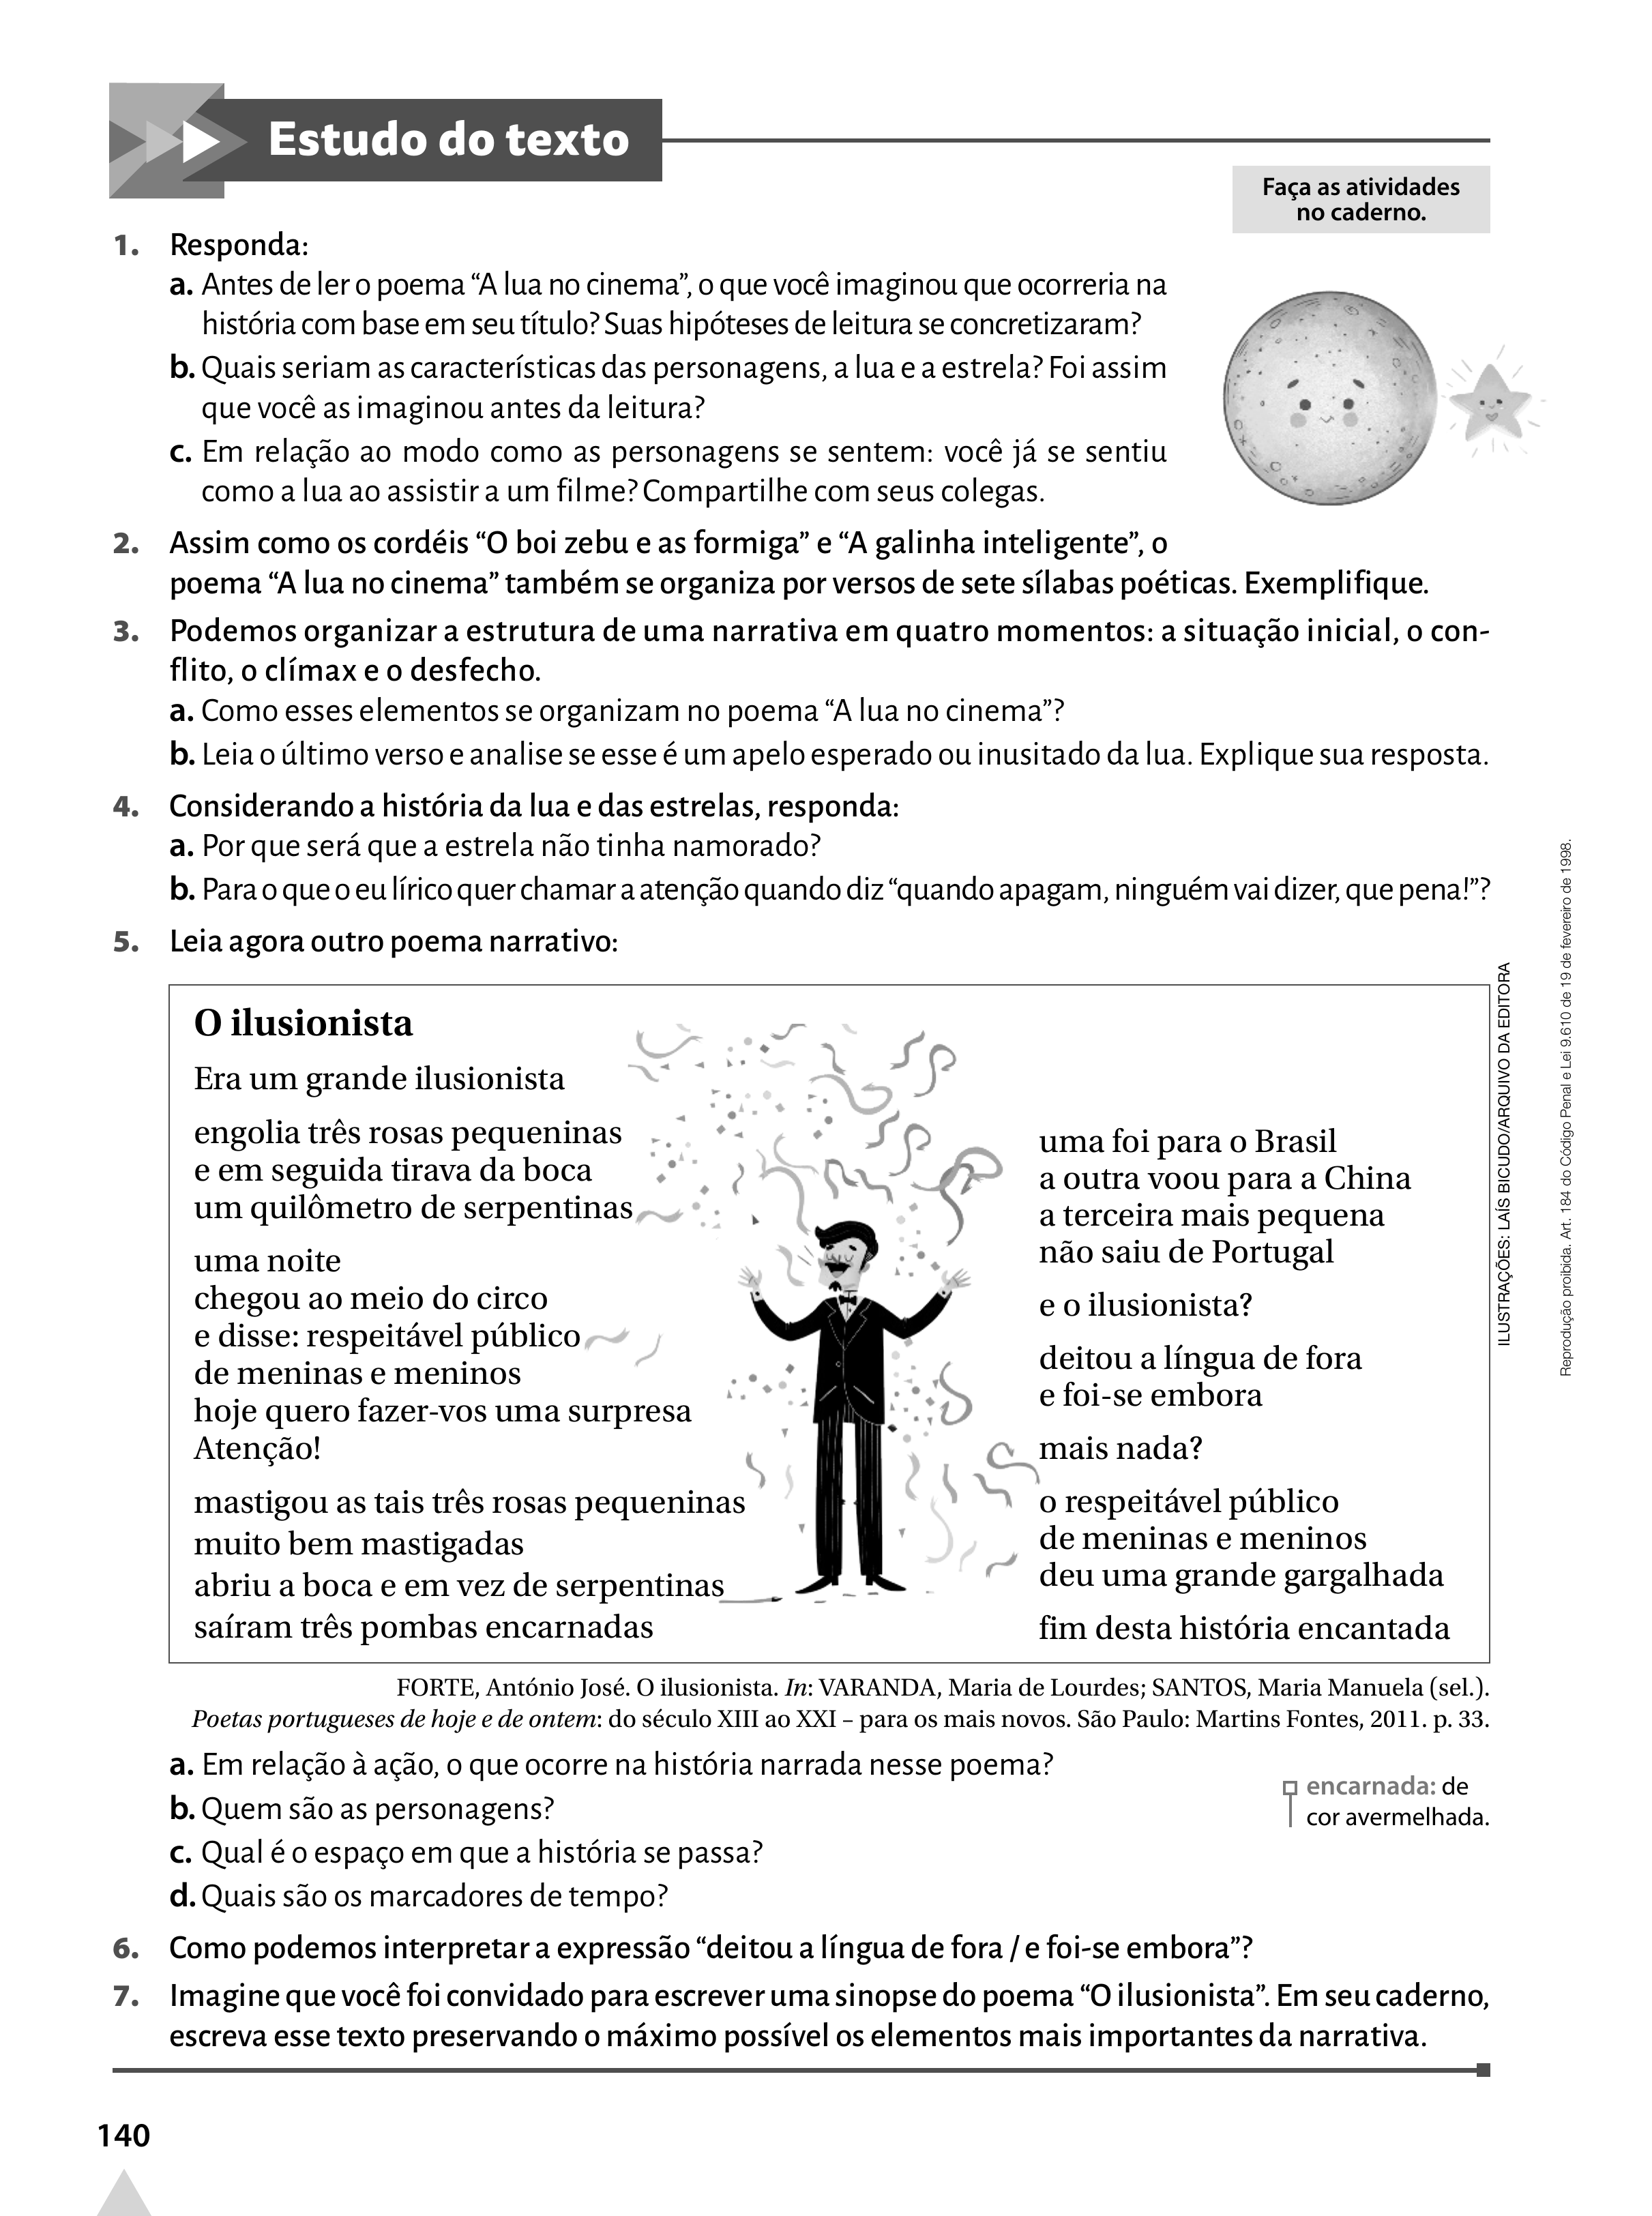 Estudo do texto
Faça as atividades
no caderno.
1. Responda:
a. Antes de ler o poema “A lua no cinema”, o que você imaginou que ocorreria na
história com base em seu título? Suas hipóteses de leitura se concretizaram?
b. Quais seriam as características das personagens, a lua e a estrela? Foi assim
que você as imaginou antes da leitura?
c. Em relação ao modo como as personagens se sentem: você já se sentiu
como a lua ao assistir a um filme? Compartilhe com seus colegas.
2. Assim como os cordéis “O boi zebu e as formiga” e “A galinha inteligente”, o
poema “A lua no cinema” também se organiza por versos de sete sílabas poéticas. Exemplifique.
3. Podemos organizar a estrutura de uma narrativa em quatro momentos: a situação inicial, o con-
flito, o clímax e o desfecho.
a. Como esses elementos se organizam no poema “A lua no cinema”?
b. Leia o último verso e analise se esse é um apelo esperado ou inusitado da lua. Explique sua resposta.
4. Considerando a história da lua e das estrelas, responda:
a. Por que será que a estrela não tinha namorado?
b. Para o que o eu lírico quer chamar a atenção quando diz “quando apagam, ninguém vai dizer, que pena!”?
5. Leia agora outro poema narrativo:
O ilusionista
Era um grande ilusionista
engolia três rosas pequeninas
e em seguida tirava da boca
um quilômetro de serpentinas
uma noite
chegou ao meio do circo
e disse: respeitável público
de meninas e meninos
hoje quero fazer-vos uma surpresa
Atenção!
mastigou as tais três rosas pequeninas
muito bem mastigadas
abriu a boca e em vez de serpentinas
saíram três pombas encarnadas
uma foi para o Brasil
a outra voou para a China
a terceira mais pequena
não saiu de Portugal
e o ilusionista?
deitou a língua de fora
e foi-se embora
mais nada?
o respeitável público
de meninas e meninos
deu uma grande gargalhada
fim desta história encantada
FORTE, António José. O ilusionista. In: VARANDA, Maria de Lourdes; SANTOS, Maria Manuela (sel.).
Poetas portugueses de hoje e de ontem: do século XIII ao XXI – para os mais novos. São Paulo: Martins Fontes, 2011. p. 33.
a. Em relação à ação, o que ocorre na história narrada nesse poema?
b. Quem são as personagens?
c. Qual é o espaço em que a história se passa?
d. Quais são os marcadores de tempo?
encarnada: de
cor avermelhada.
6. Como podemos interpretar a expressão “deitou a língua de fora / e foi-se embora”?
7. Imagine que você foi convidado para escrever uma sinopse do poema “O ilusionista”. Em seu caderno,
escreva esse texto preservando o máximo possível os elementos mais importantes da narrativa.
140
ILUSTRAÇÕES: LAÍS BICUDO/ARQUIVO DA EDITORA
Reprodução proibida. Art. 184 do Código Penal e Lei 9.610 de 19 de fevereiro de 1998.